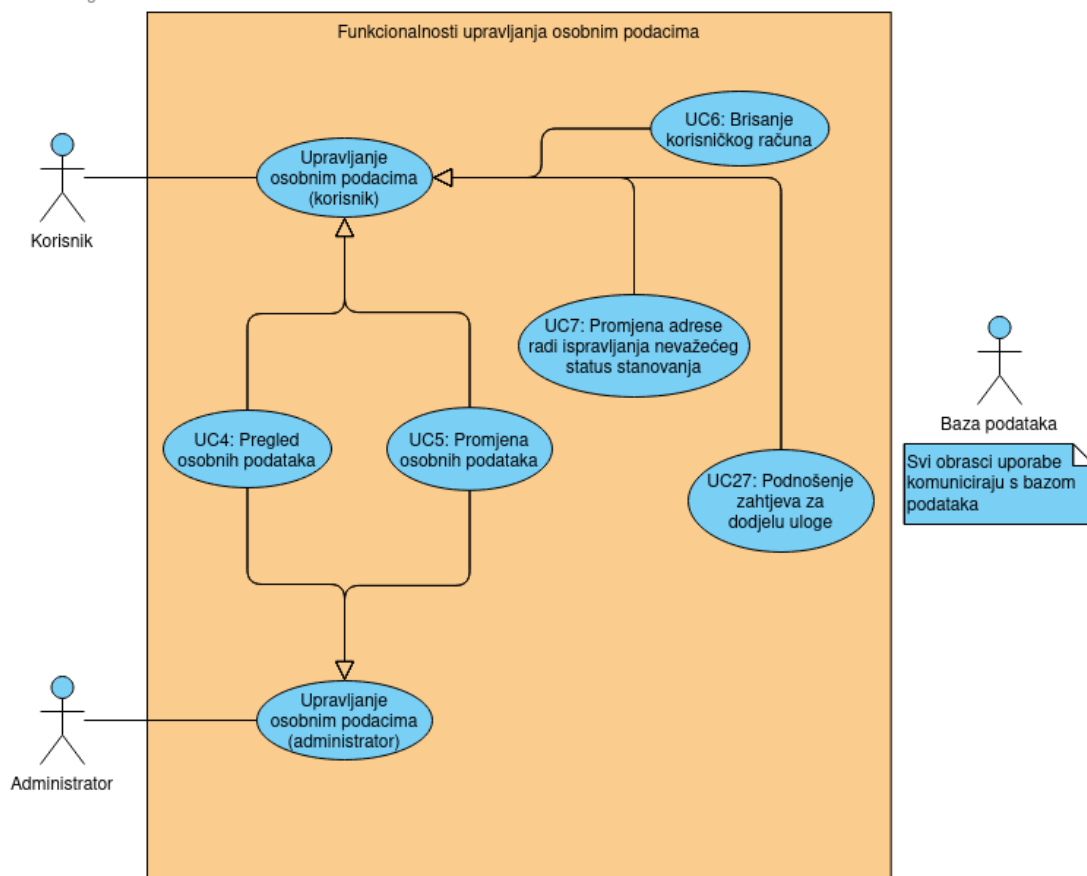 Funkcionalnosti upravljanja osobnim podacima
UC6: Brisanje
korisničkog računa
Upravljanje
osobnim podacima
(korisnik)
Korisnik
UC7: Promjena adrese
radi ispravljanja nevažećeg
status stanovanja
Baza podataka
UC4: Pregled
osobnih podataka
UC5: Promjena
osobnih podataka
Svi obrasci uporabe
komuniciraju s bazom
podataka
UC27: Podnošenje
zahtjeva za
dodjelu uloge
Upravljanje
osobnim podacima
(administrator)
Administrator